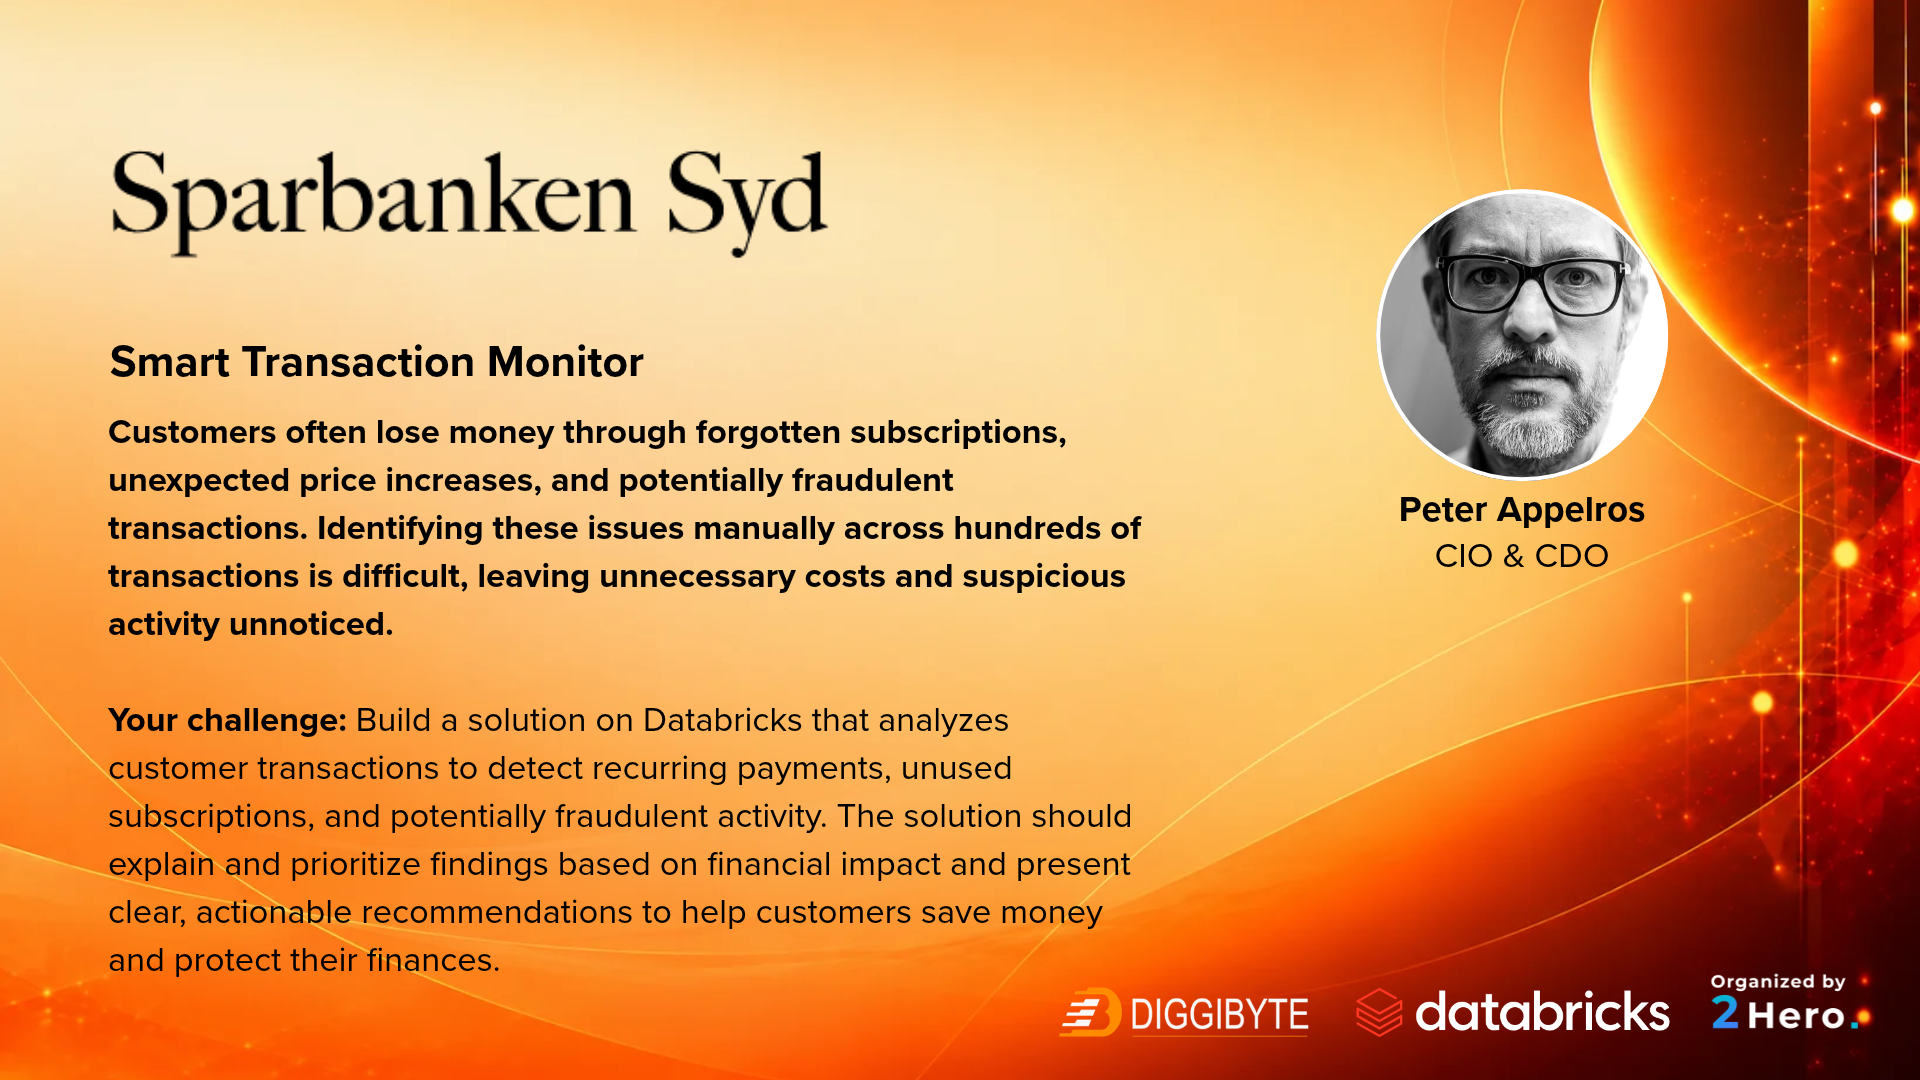 Sparbanken Syd
Smart Transaction Monitor
Customers often lose money through forgotten subscriptions,
unexpected price increases, and potentially fraudulent
transactions. Identifying these issues manually across hundreds of
transactions is difficult, leaving unnecessary costs and suspicious
activity unnoticed.
Your challenge: Build a solution on Databricks that analyzes
customer transactions to detect recurring payments, unused
subscriptions, and potentially fraudulent activity. The solution should
explain and prioritize findings based on financial impact and present
clear, actionable recommendations to help customers save money
and protect their finances.
Peter Appelros
CIO & CDO
DIGGIBYTE
databricks
Organized by
2Hero.